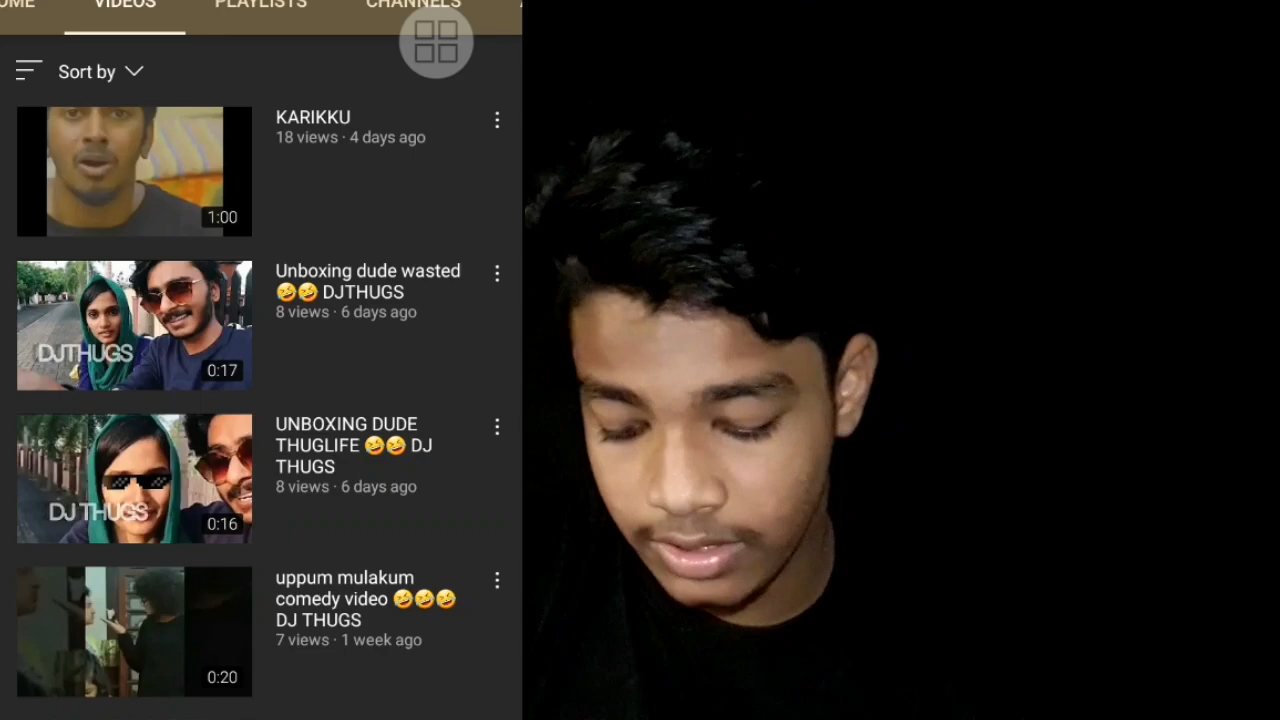 VIDEOS
PLAYLISTS
CHANNELS
Sort by
KARIKKU
18 views · 4 days ago
1:00
Unboxing dude wasted
🤣🤣 DJTHUGS
8 views · 6 days ago
DJTHUGS
0:17
UNBOXING DUDE
THUGLIFE 🤣🤣 DJ
THUGS
8 views · 6 days ago
DJ THUGS
0:16
uppum mulakum
comedy video 🤣🤣🤣
DJ THUGS
7 views · 1 week ago
0:20